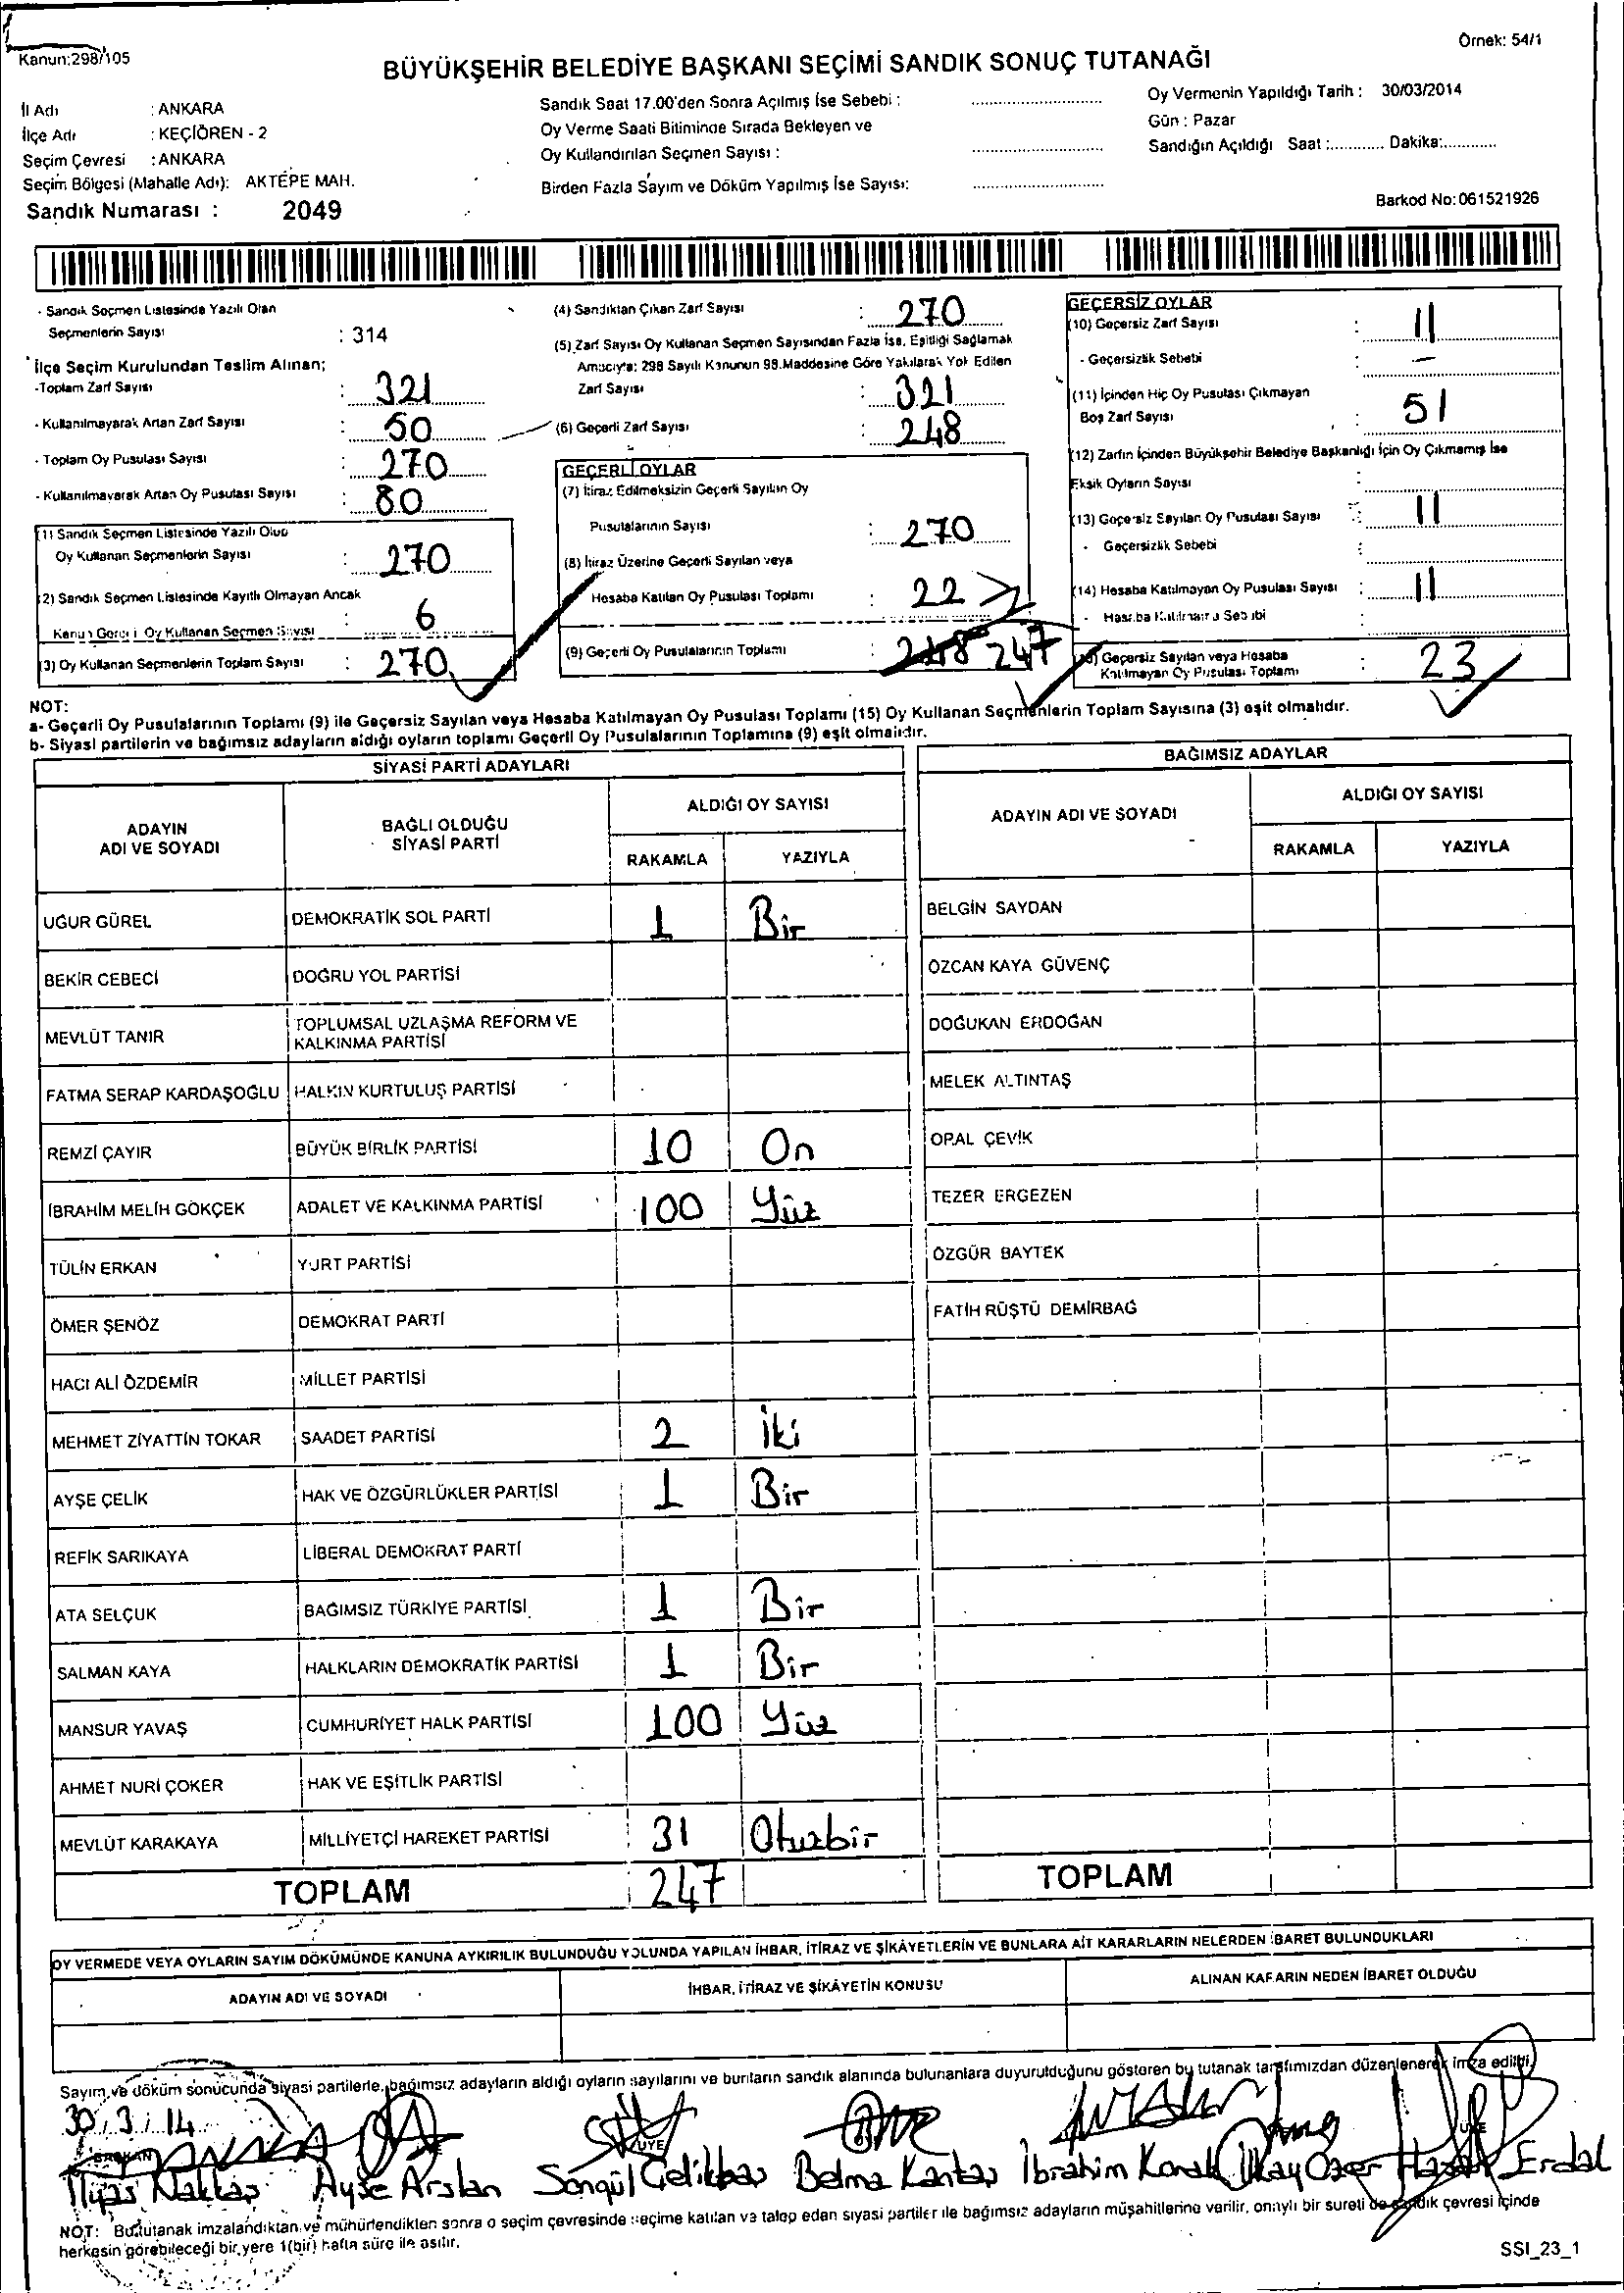 Kanun:298/105
Örnek: 54/1
BÜYÜKŞEHİR BELEDİYE BAŞKANI SEÇİMİ SANDIK SONUÇ TUTANAĞI
İl Adı : ANKARA
İlçe Adı : KEÇİÖREN - 2
Seçim Çevresi : ANKARA
Seçim Bölgesi (Mahalle Adı): AKTEPE MAH.
Sandık Numarası : 2049
Sandık Saat 17.00'den Sonra Açılmış İse Sebebi :
Oy Verme Saati Bitiminde Sırada Bekleyen ve
Oy Kullandırılan Seçmen Sayısı :
Birden Fazla Sayım ve Döküm Yapılmış İse Sayısı:
Oy Vermenin Yapıldığı Tarih : 30/03/2014
Gün : Pazar
Sandığın Açıldığı Saat :............ Dakika:............
Barkod No:061521926
- Sandık Seçmen Listesinde Yazılı Olan
Seçmenlerin Sayısı : 314
İlçe Seçim Kurulundan Teslim Alınan;
-Toplam Zarf Sayısı : 321
- Kullanılmayarak Artan Zarf Sayısı : 50
- Toplam Oy Pusulası Sayısı : 270
- Kullanılmayarak Artan Oy Pusulası Sayısı : 80
(1) Sandık Seçmen Listesinde Yazılı Olup
Oy Kullanan Seçmenlerin Sayısı : 270
(2) Sandık Seçmen Listesinde Kayıtlı Olmayan Ancak
Kanun Gereği Oy Kullanan Seçmen Sayısı : 6
(3) Oy Kullanan Seçmenlerin Toplam Sayısı : 270
(4) Sandıktan Çıkan Zarf Sayısı : 270
(5) Zarf Sayısı Oy Kullanan Seçmen Sayısından Fazla İse, Eşitliği Sağlamak
Amacıyla: 298 Sayılı Kanunun 98.Maddesine Göre Yakılarak Yok Edilen
Zarf Sayısı : 321
(6) Geçerli Zarf Sayısı : 248
GEÇERLİ OYLAR
(7) İtiraz Edilmeksizin Geçerli Sayılan Oy
Pusulalarının Sayısı : 270
(8) İtiraz Üzerine Geçerli Sayılan veya
Hesaba Katılan Oy Pusulası Toplamı : 22
(9) Geçerli Oy Pusulalarının Toplamı : 248 247
GEÇERSİZ OYLAR
(10) Geçersiz Zarf Sayısı : 11
- Geçersizlik Sebebi : -
(11) İçinden Hiç Oy Pusulası Çıkmayan
Boş Zarf Sayısı : 51
(12) Zarfın İçinden Büyükşehir Belediye Başkanlığı İçin Oy Çıkmamış İse
Eksik Oyların Sayısı :
(13) Geçersiz Sayılan Oy Pusulası Sayısı : 11
- Geçersizlik Sebebi :
(14) Hesaba Katılmayan Oy Pusulası Sayısı : 11
- Hesaba Katılmama Sebebi
(15) Geçersiz Sayılan veya Hesaba
Katılmayan Oy Pusulası Toplamı : 23
NOT:
a- Geçerli Oy Pusulalarının Toplamı (9) ile Geçersiz Sayılan veya Hesaba Katılmayan Oy Pusulası Toplamı (15) Oy Kullanan Seçmenlerin Toplam Sayısına (3) eşit olmalıdır.
b- Siyasi partilerin ve bağımsız adayların aldığı oyların toplamı Geçerli Oy Pusulalarının Toplamına (9) eşit olmalıdır.
SİYASİ PARTİ ADAYLARI
ADAYIN ADI VE SOYADI
BAĞLI OLDUĞU SİYASİ PARTİ
ALDIĞI OY SAYISI
RAKAMLA YAZIYLA
UĞUR GÜREL DEMOKRATİK SOL PARTİ 1 Bir
BEKİR CEBECİ DOĞRU YOL PARTİSİ
MEVLÜT TANIR TOPLUMSAL UZLAŞMA REFORM VE KALKINMA PARTİSİ
FATMA SERAP KARDAŞOĞLU HALKIN KURTULUŞ PARTİSİ
REMZİ ÇAYIR BÜYÜK BİRLİK PARTİSİ 10 On
İBRAHİM MELİH GÖKÇEK ADALET VE KALKINMA PARTİSİ 100 Yüz
TÜLİN ERKAN YURT PARTİSİ
ÖMER ŞENÖZ DEMOKRAT PARTİ
HACI ALİ ÖZDEMİR MİLLET PARTİSİ
MEHMET ZİYATTİN TOKAR SAADET PARTİSİ 2 İki
AYŞE ÇELİK HAK VE ÖZGÜRLÜKLER PARTİSİ 1 Bir
REFİK SARIKAYA LİBERAL DEMOKRAT PARTİ
ATA SELÇUK BAĞIMSIZ TÜRKİYE PARTİSİ 1 Bir
SALMAN KAYA HALKLARIN DEMOKRATİK PARTİSİ 1 Bir
MANSUR YAVAŞ CUMHURİYET HALK PARTİSİ 100 Yüz
AHMET NURİ ÇOKER HAK VE EŞİTLİK PARTİSİ
MEVLÜT KARAKAYA MİLLİYETÇİ HAREKET PARTİSİ 31 Otuzbir
TOPLAM 247
BAĞIMSIZ ADAYLAR
ADAYIN ADI VE SOYADI
ALDIĞI OY SAYISI
RAKAMLA YAZIYLA
BELGİN SAYDAN
ÖZCAN KAYA GÜVENÇ
DOĞUKAN ERDOĞAN
MELEK ALTINTAŞ
OPAL ÇEVİK
TEZER ERGEZEN
ÖZGÜR BAYTEK
FATİH RÜŞTÜ DEMİRBAĞ
TOPLAM
OY VERMEDE VEYA OYLARIN SAYIM DÖKÜMÜNDE KANUNA AYKIRILIK BULUNDUĞU YOLUNDA YAPILAN İHBAR, İTİRAZ VE ŞİKÂYETLERİN VE BUNLARA AİT KARARLARIN NELERDEN İBARET BULUNDUKLARI
ADAYIN ADI VE SOYADI
İHBAR, İTİRAZ VE ŞİKÂYETİN KONUSU
ALINAN KARARIN NEDEN İBARET OLDUĞU
Sayım ve döküm sonucunda siyasi partilerle, bağımsız adayların aldığı oyların sayılarını ve bunların sandık alanında bulunanlara duyurulduğunu gösteren bu tutanak tarafımızdan düzenlenerek imza edildi.
30/3/14
BAŞKAN ÜYE ÜYE
İlyas Nakkaş Ayşe Arslan Songül Çelikbaş Belma Kantaş İbrahim Konak İlkay Özer Hasan Erdal
NOT: Bu tutanak imzalandıktan ve mühürlendikten sonra o seçim çevresinde seçime katılan ve talep edan siyasi partiler ile bağımsız adayların müşahitlerine verilir, onaylı bir sureti de sandık çevresi içinde
herkesin görebileceği bir yere 1(bir) hafta süre ile asılır.
SSI_23_1